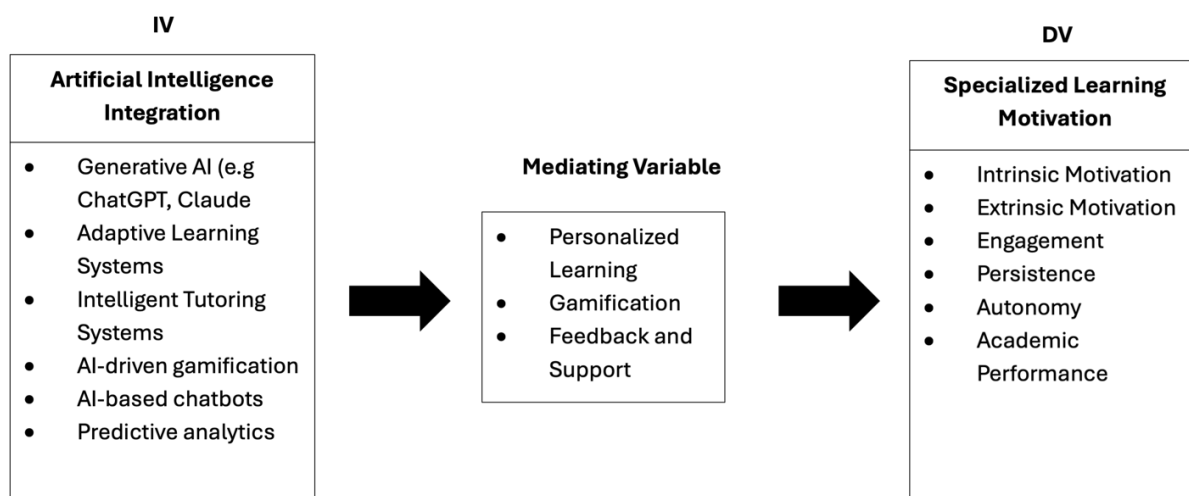 IV
Artificial Intelligence
Integration
• Generative AI (e.g
ChatGPT, Claude
• Adaptive Learning
Systems
• Intelligent Tutoring
Systems
• AI-driven gamification
• AI-based chatbots
• Predictive analytics
Mediating Variable
• Personalized
Learning
• Gamification
• Feedback and
Support
DV
Specialized Learning
Motivation
• Intrinsic Motivation
• Extrinsic Motivation
• Engagement
• Persistence
• Autonomy
• Academic
Performance